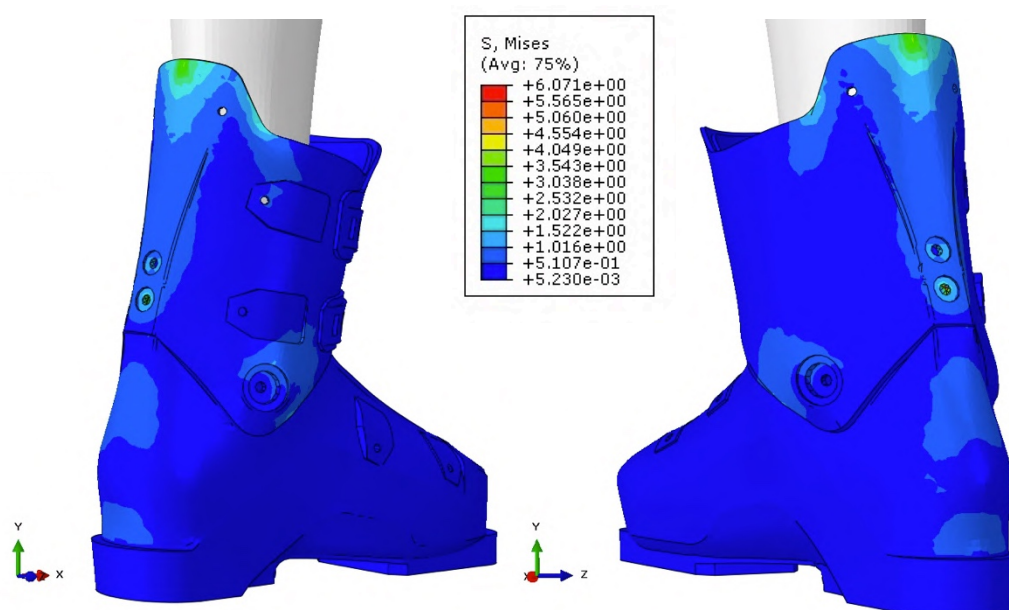 S, Mises
(Avg: 75%)
+6.071e+00
+5.565e+00
+5.060e+00
+4.554e+00
+4.049e+00
+3.543e+00
+3.038e+00
+2.532e+00
+2.027e+00
+1.522e+00
+1.016e+00
+5.107e-01
+5.230e-03
Y
X
Y
X
Z